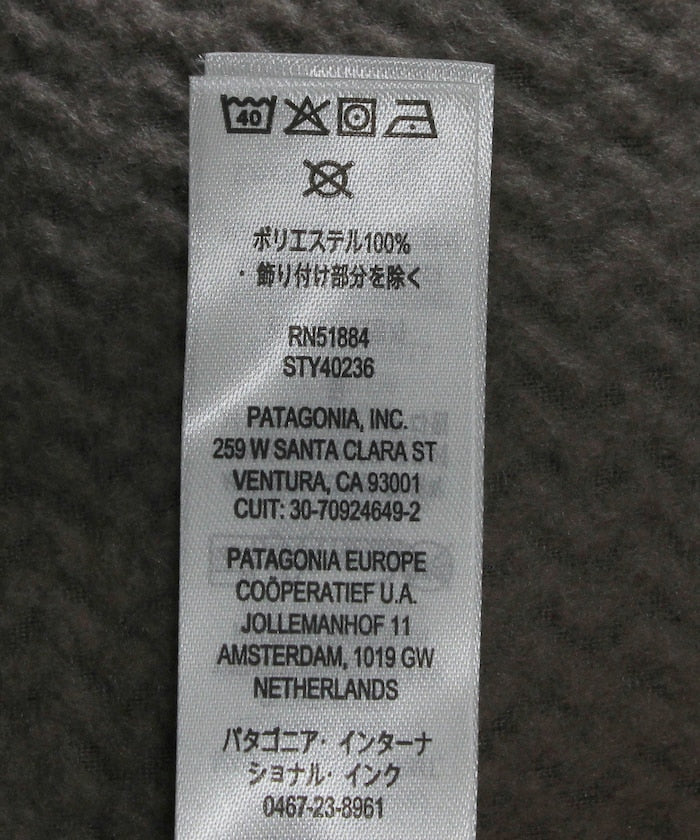 40
ポリエステル100%
・飾り付け部分を除く
RN51884
STY40236
PATAGONIA, INC.
259 W SANTA CLARA ST
VENTURA, CA 93001
CUIT: 30-70924649-2
PATAGONIA EUROPE
COÖPERATIEF U.A.
JOLLEMANHOF 11
AMSTERDAM, 1019 GW
NETHERLANDS
パタゴニア・インターナ
ショナル・インク
0467-23-8961